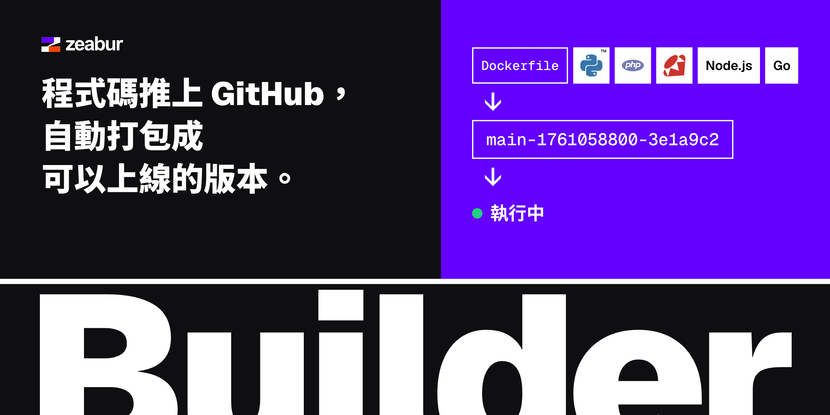 zeabur
程式碼推上 GitHub，
自動打包成
可以上線的版本。
Dockerfile
php
Node.js
Go
main-1761058800-3e1a9c2
執行中
Builder